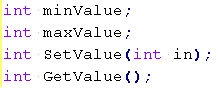 int minValue;
int maxValue;
int SetValue(int in);
int GetValue();